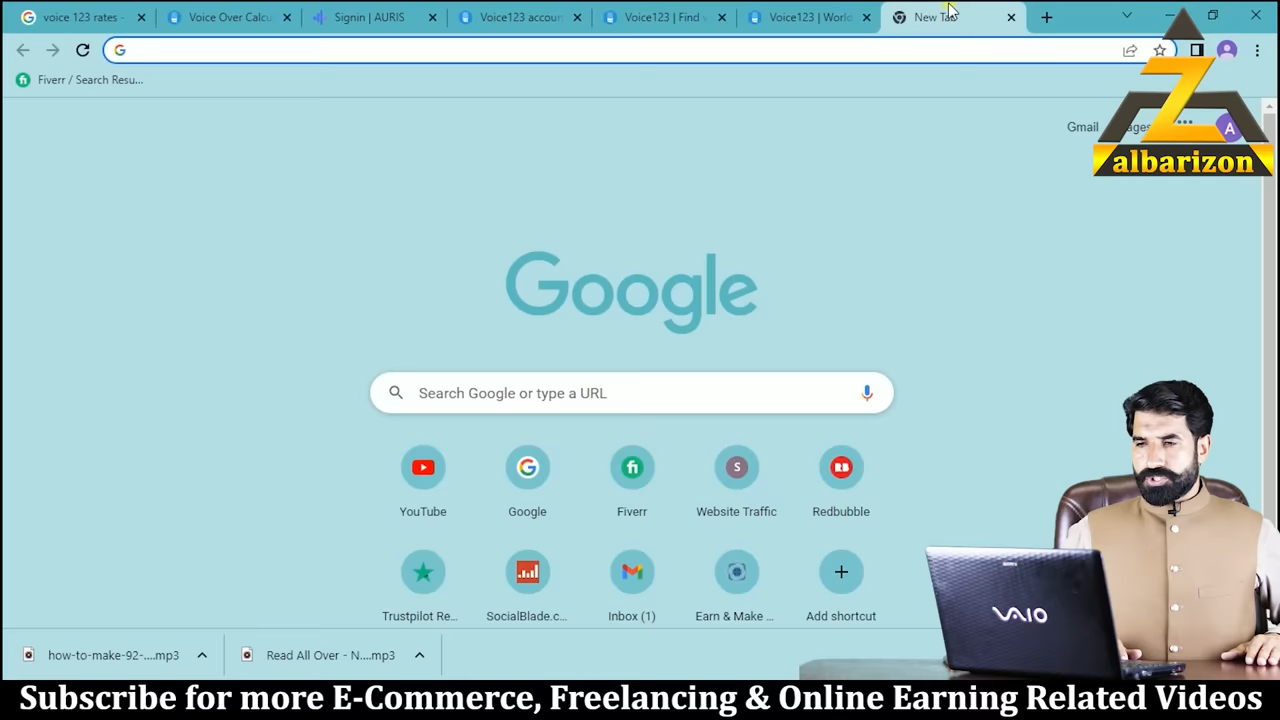 voice 123 rates -
Voice Over Calcu
Signin | AURIS
Voice123 accoun
Voice123 | Find
Voice123 | World
New
Fiverr / Search Resu...
Gmail
albarizon
Google
Search Google or type a URL
YouTube
Google
Fiverr
Website Traffic
Redbubble
Trustpilot Re...
SocialBlade.c...
Inbox (1)
Earn & Make ...
Add shortcut
VAIO
how-to-make-92-....mp3
Read All Over - N....mp3
Subscribe for more E-Commerce, Freelancing & Online Earning Related Videos